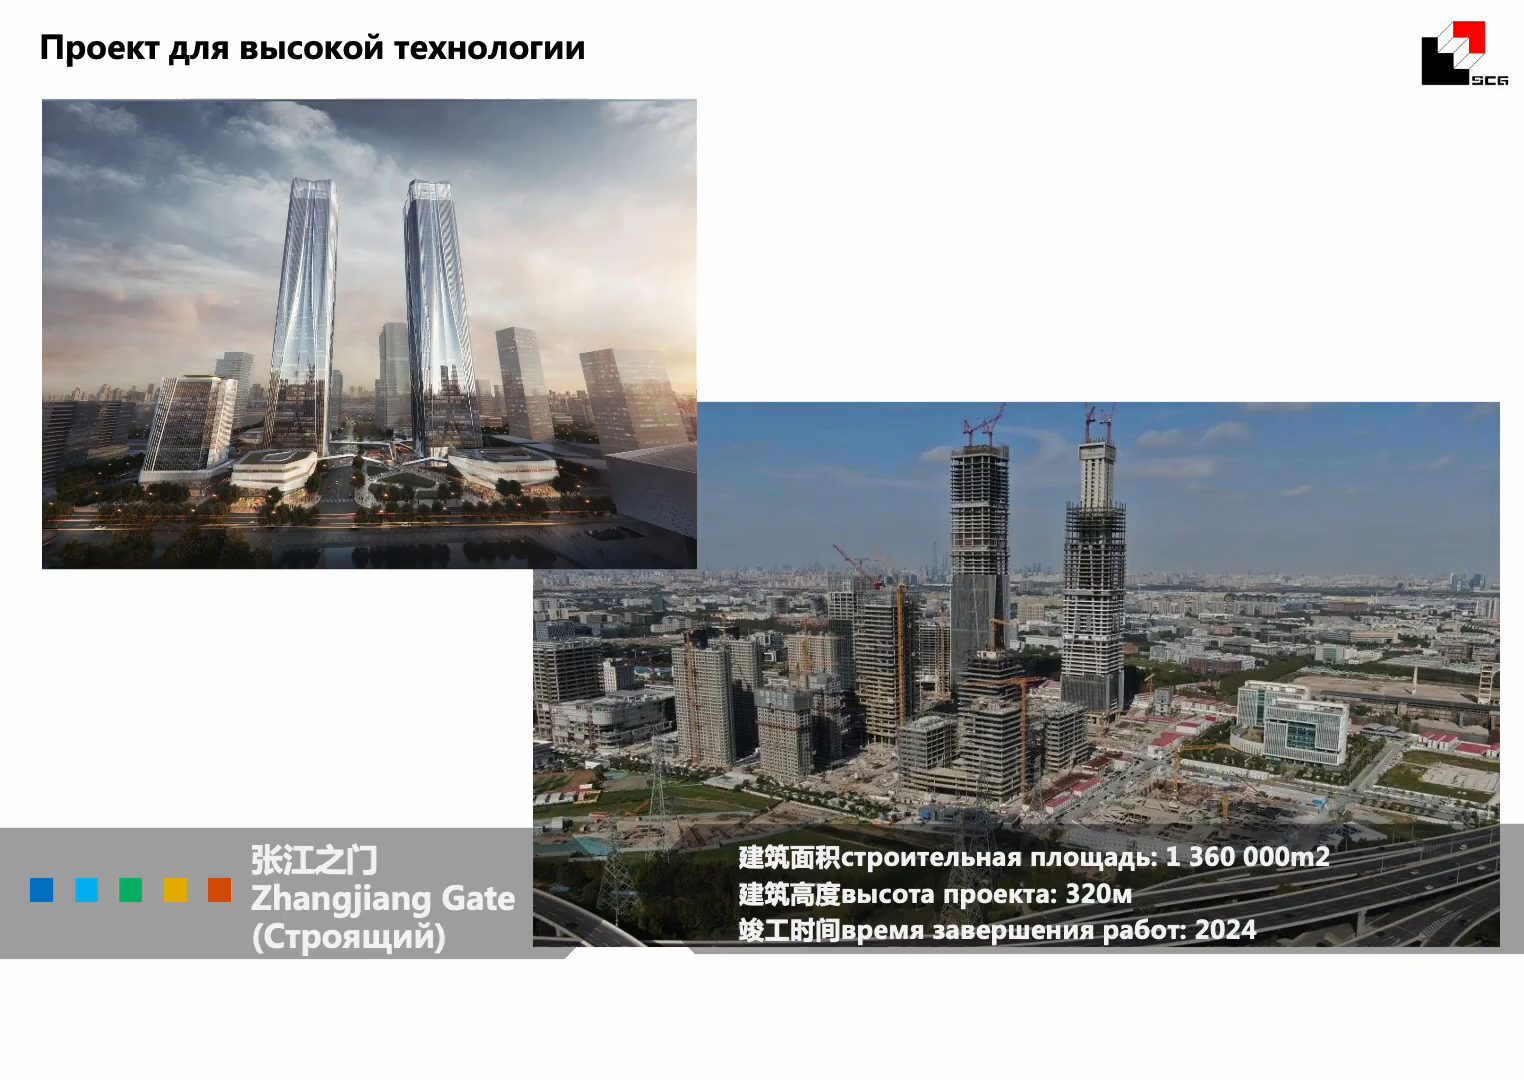 Проект для высокой технологии
SCG
张江之门
Zhangjiang Gate
(Строящий)
建筑面积строительная площадь: 1 360 000m2
建筑高度высота проекта: 320м
竣工时间время завершения работ: 2024